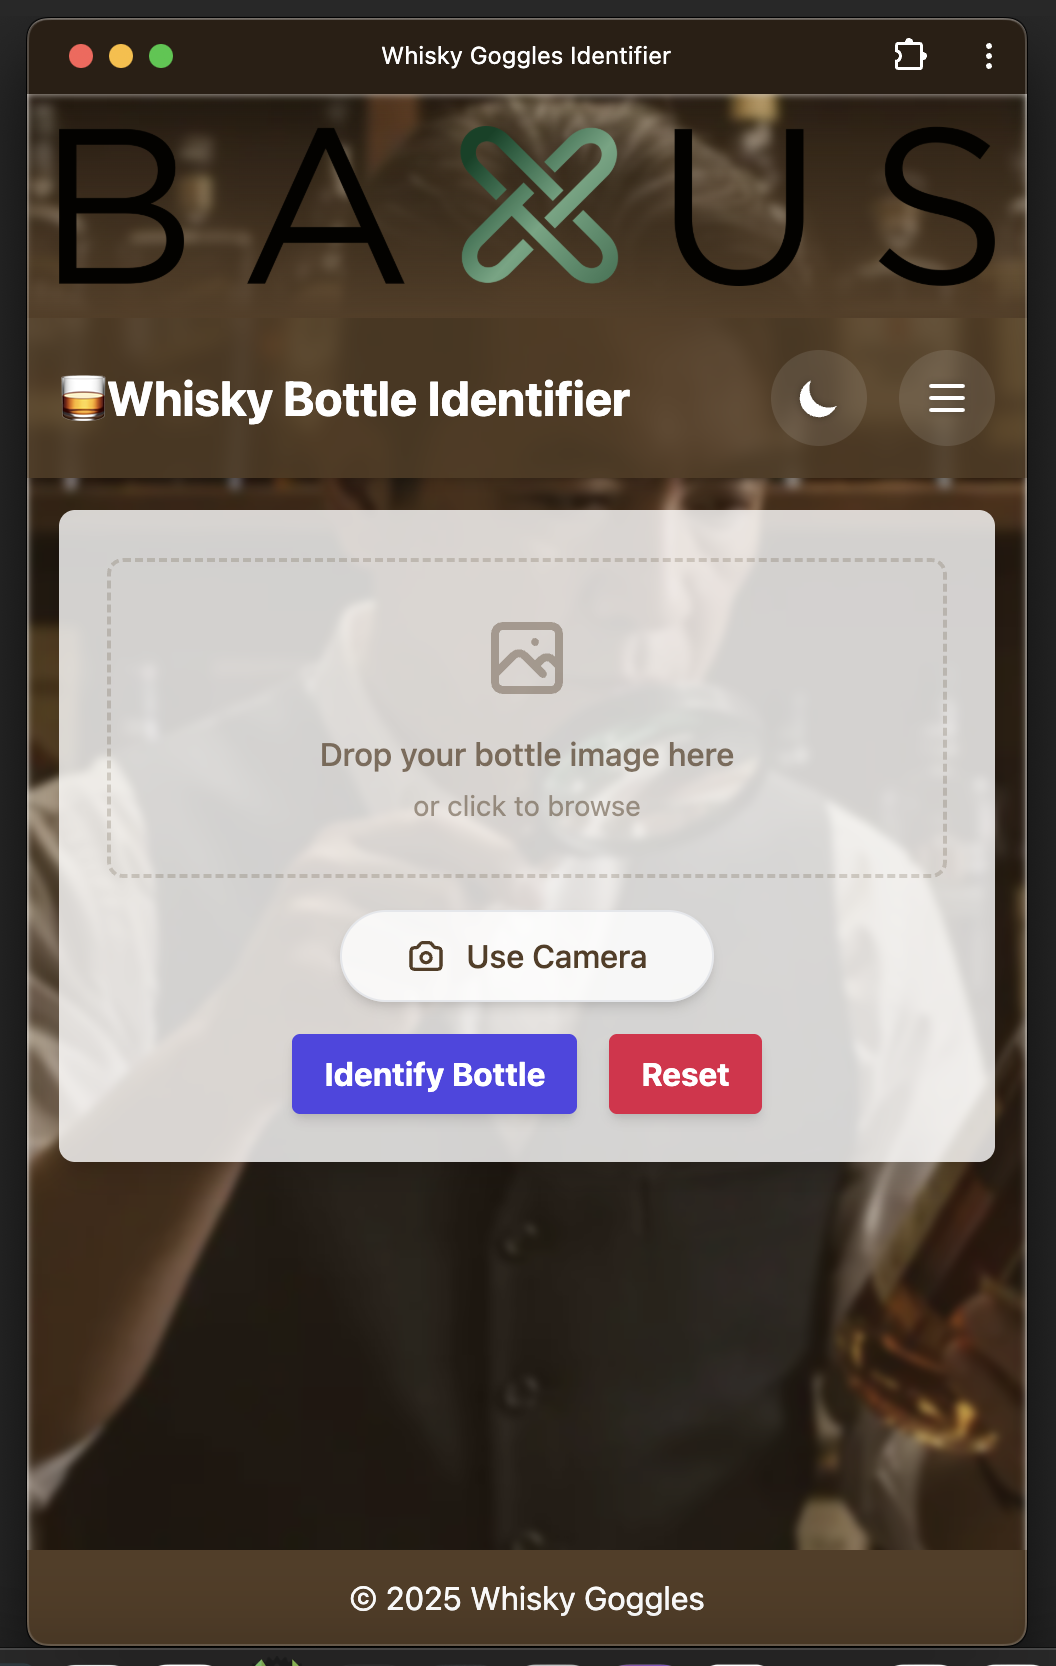 Whisky Goggles Identifier
BAXUS
Whisky Bottle Identifier
Drop your bottle image here
or click to browse
Use Camera
Identify Bottle
Reset
© 2025 Whisky Goggles